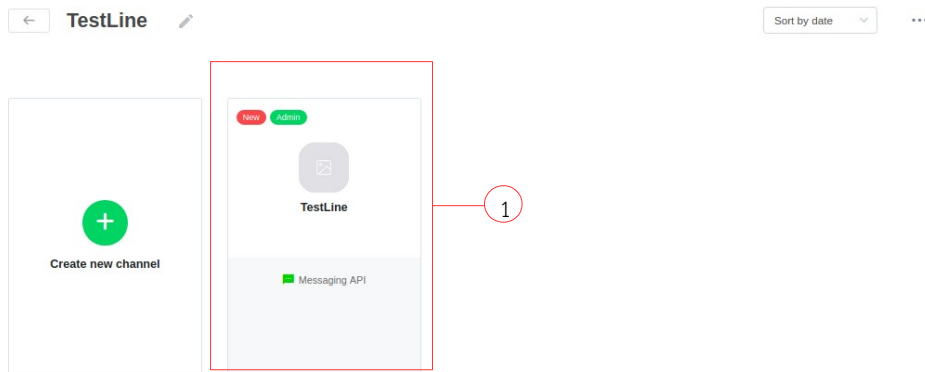 TestLine
Sort by date
New Admin
TestLine
1
Create new channel
Messaging API